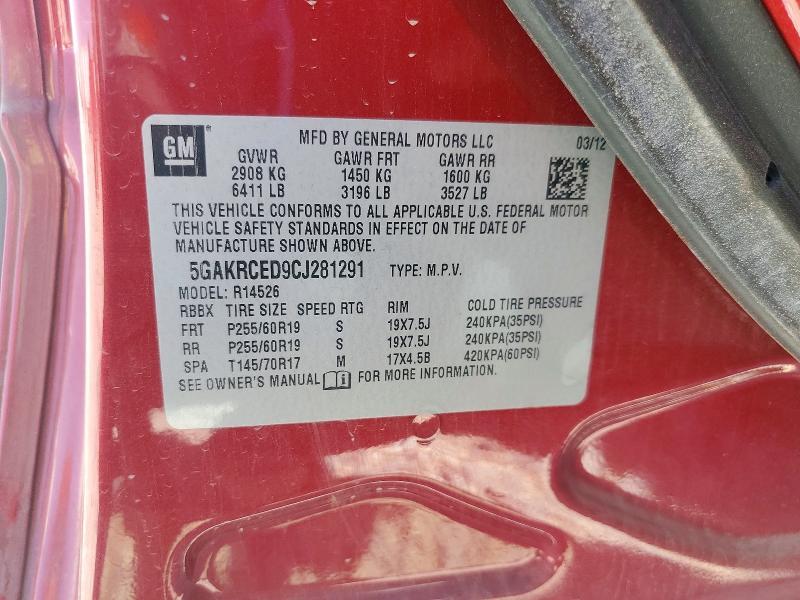 GM
MFD BY GENERAL MOTORS LLC 03/12
GVWR GAWR FRT GAWR RR
2908 KG 1450 KG 1600 KG
6411 LB 3196 LB 3527 LB
THIS VEHICLE CONFORMS TO ALL APPLICABLE U.S. FEDERAL MOTOR
VEHICLE SAFETY STANDARDS IN EFFECT ON THE DATE OF
MANUFACTURE SHOWN ABOVE.
5GAKRCED9CJ281291 TYPE: M.P.V.
MODEL: R14526
RBBX TIRE SIZE SPEED RTG RIM COLD TIRE PRESSURE
FRT P255/60R19 S 19X7.5J 240KPA(35PSI)
RR P255/60R19 S 19X7.5J 240KPA(35PSI)
SPA T145/70R17 M 17X4.5B 420KPA(60PSI)
SEE OWNER'S MANUAL FOR MORE INFORMATION.